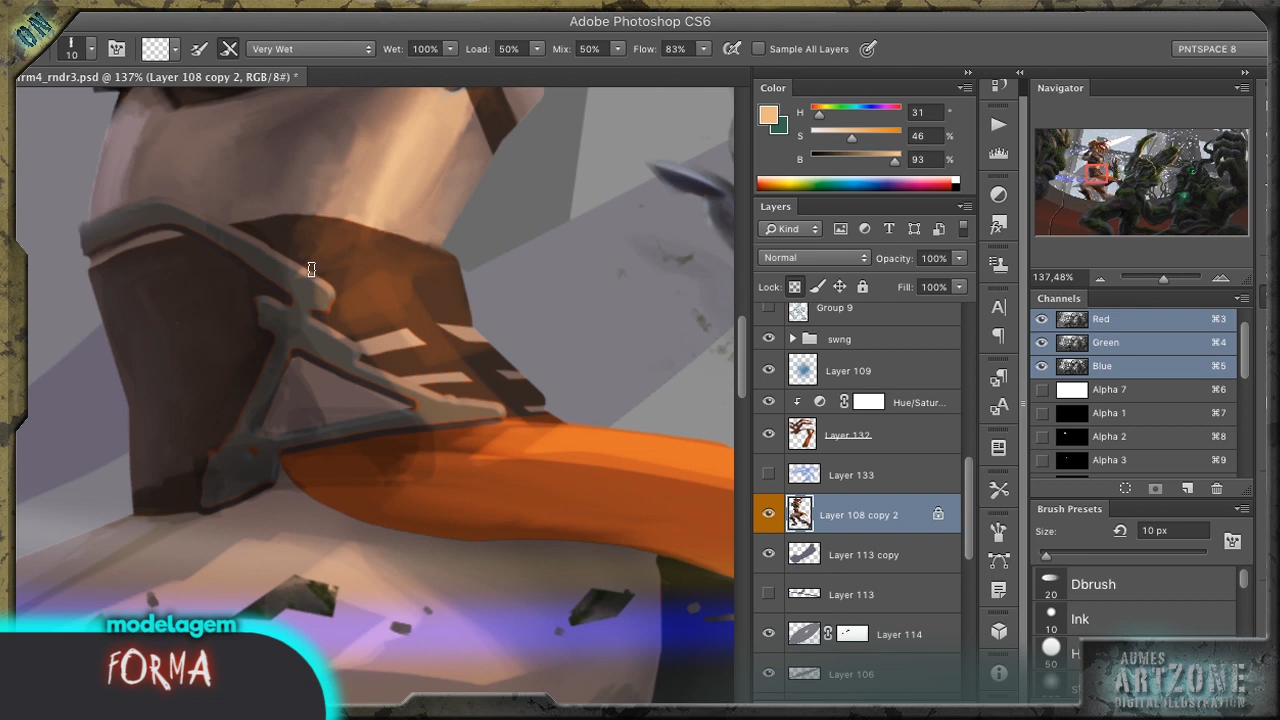 Adobe Photoshop CS6
10
Very Wet
Wet: 100%
Load: 50%
Mix: 50%
Flow: 83%
Sample All Layers
PNTSPACE 8
rm4_rndr3.psd @ 137% (Layer 108 copy 2, RGB/8#) *
Color
H 31 °
S 46 %
B 93 %
Layers
Kind
Normal
Opacity: 100%
Lock:
Fill: 100%
Group 9
swng
Layer 109
Hue/Satur...
Layer 132
Layer 133
Layer 108 copy 2
Layer 113 copy
Layer 113
Layer 114
Layer 106
Navigator
137,48%
Channels
Red ⌘3
Green ⌘4
Blue ⌘5
Alpha 7 ⌘6
Alpha 1 ⌘7
Alpha 2 ⌘8
Alpha 3 ⌘9
Brush Presets
Size: 10 px
20 Dbrush
10 Ink
50
modelagem
FORMA
AUMES
ARTZONE
DIGITAL ILLUSTRATION